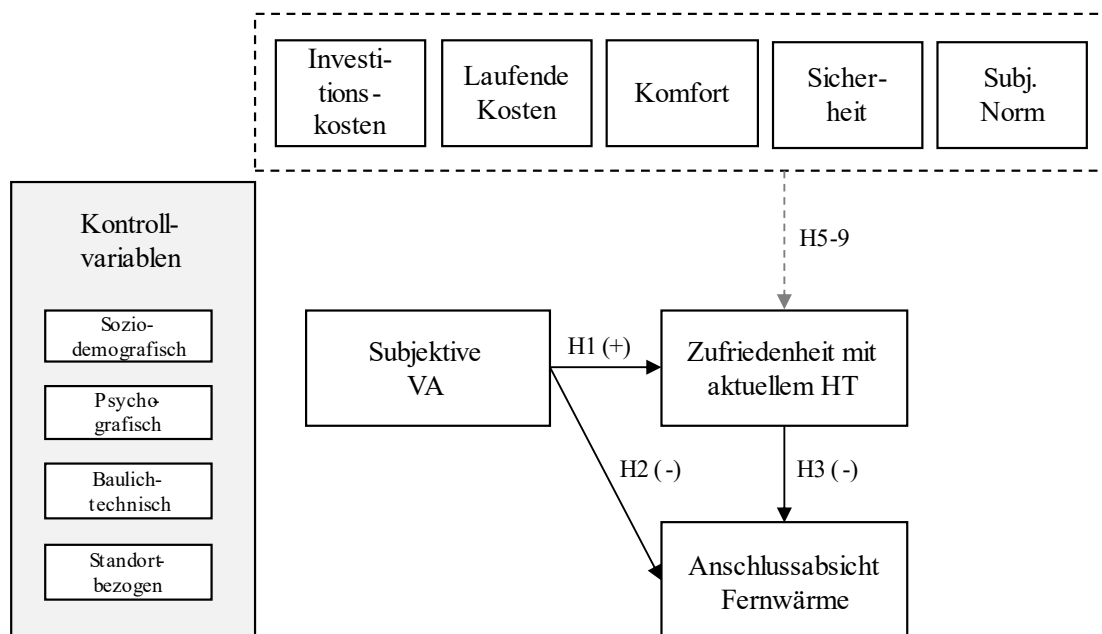 Investi-
tions-
kosten
Laufende
Kosten
Komfort
Sicher-
heit
Subj.
Norm
Kontroll-
variablen
H5-9
Sozio-
demografisch
Psycho-
grafisch
Baulich-
technisch
Standort-
bezogen
Subjektive
VA
H1 (+)
Zufriedenheit mit
aktuellem HT
H2 (-)
H3 (-)
Anschlussabsicht
Fernwärme